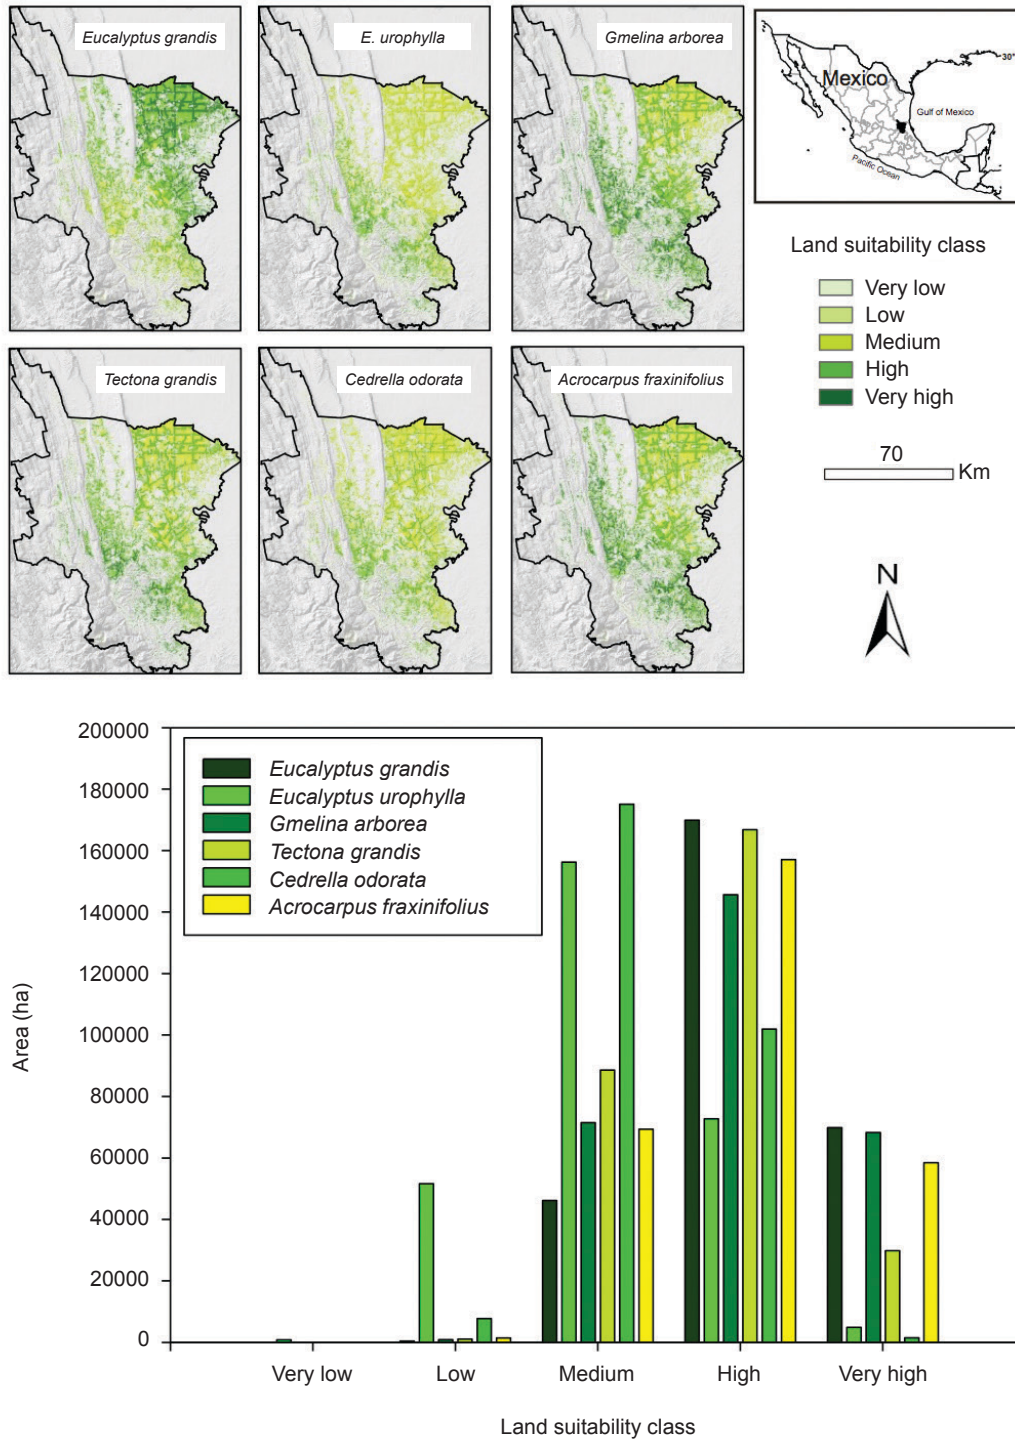 Eucalyptus grandis
E. urophylla
Gmelina arborea
Mexico
30°
Gulf of Mexico
Pacific Ocean
Land suitability class
Very low
Low
Medium
High
Very high
70
Km
N
Tectona grandis
Cedrella odorata
Acrocarpus fraxinifolius
200000
180000
160000
140000
120000
100000
80000
60000
40000
20000
0
Area (ha)
Eucalyptus grandis
Eucalyptus urophylla
Gmelina arborea
Tectona grandis
Cedrella odorata
Acrocarpus fraxinifolius
Very low
Low
Medium
High
Very high
Land suitability class